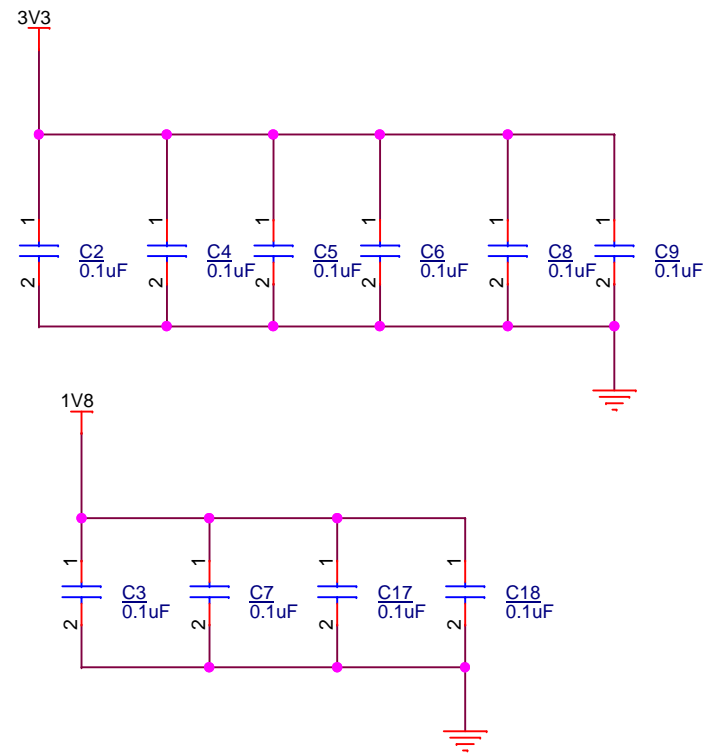 3V3
1 1 1 1 1 1
C2 C4 C5 C6 C8 C9
0.1uF 0.1uF 0.1uF 0.1uF 0.1uF 0.1uF
2 2 2 2 2 2
1V8
1 1 1 1
C3 C7 C17 C18
0.1uF 0.1uF 0.1uF 0.1uF
2 2 2 2